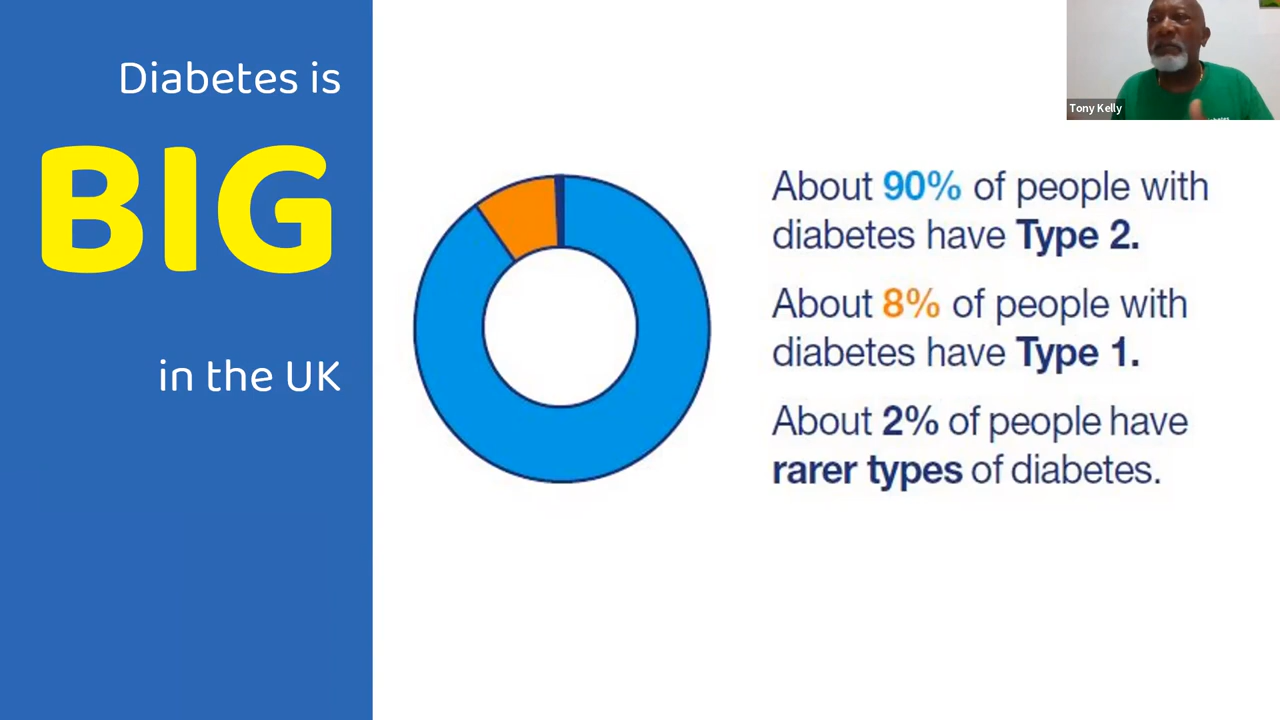 Diabetes is
BIG
in the UK
Tony Kelly
About 90% of people with
diabetes have Type 2.
About 8% of people with
diabetes have Type 1.
About 2% of people have
rarer types of diabetes.